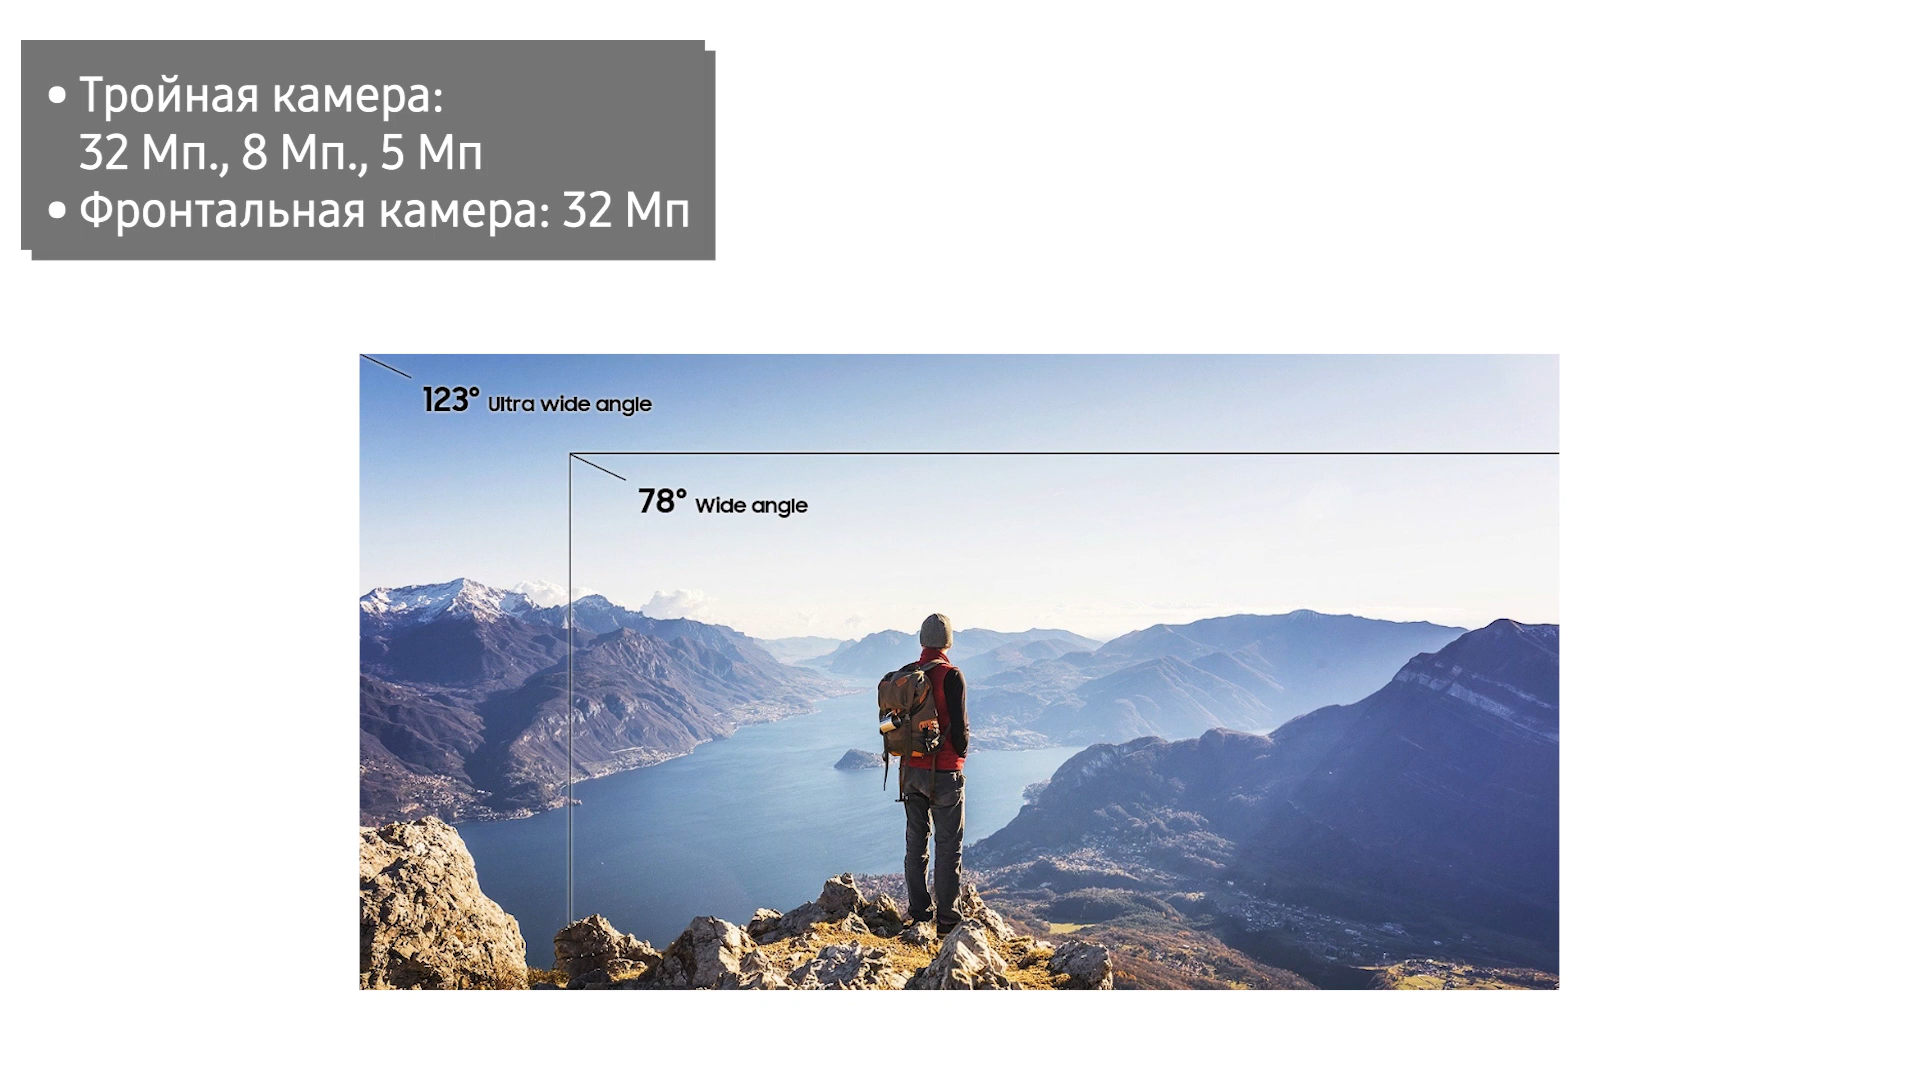 • Тройная камера:
32 Мп., 8 Мп., 5 Мп
• Фронтальная камера: 32 Мп
123° Ultra wide angle
78° Wide angle